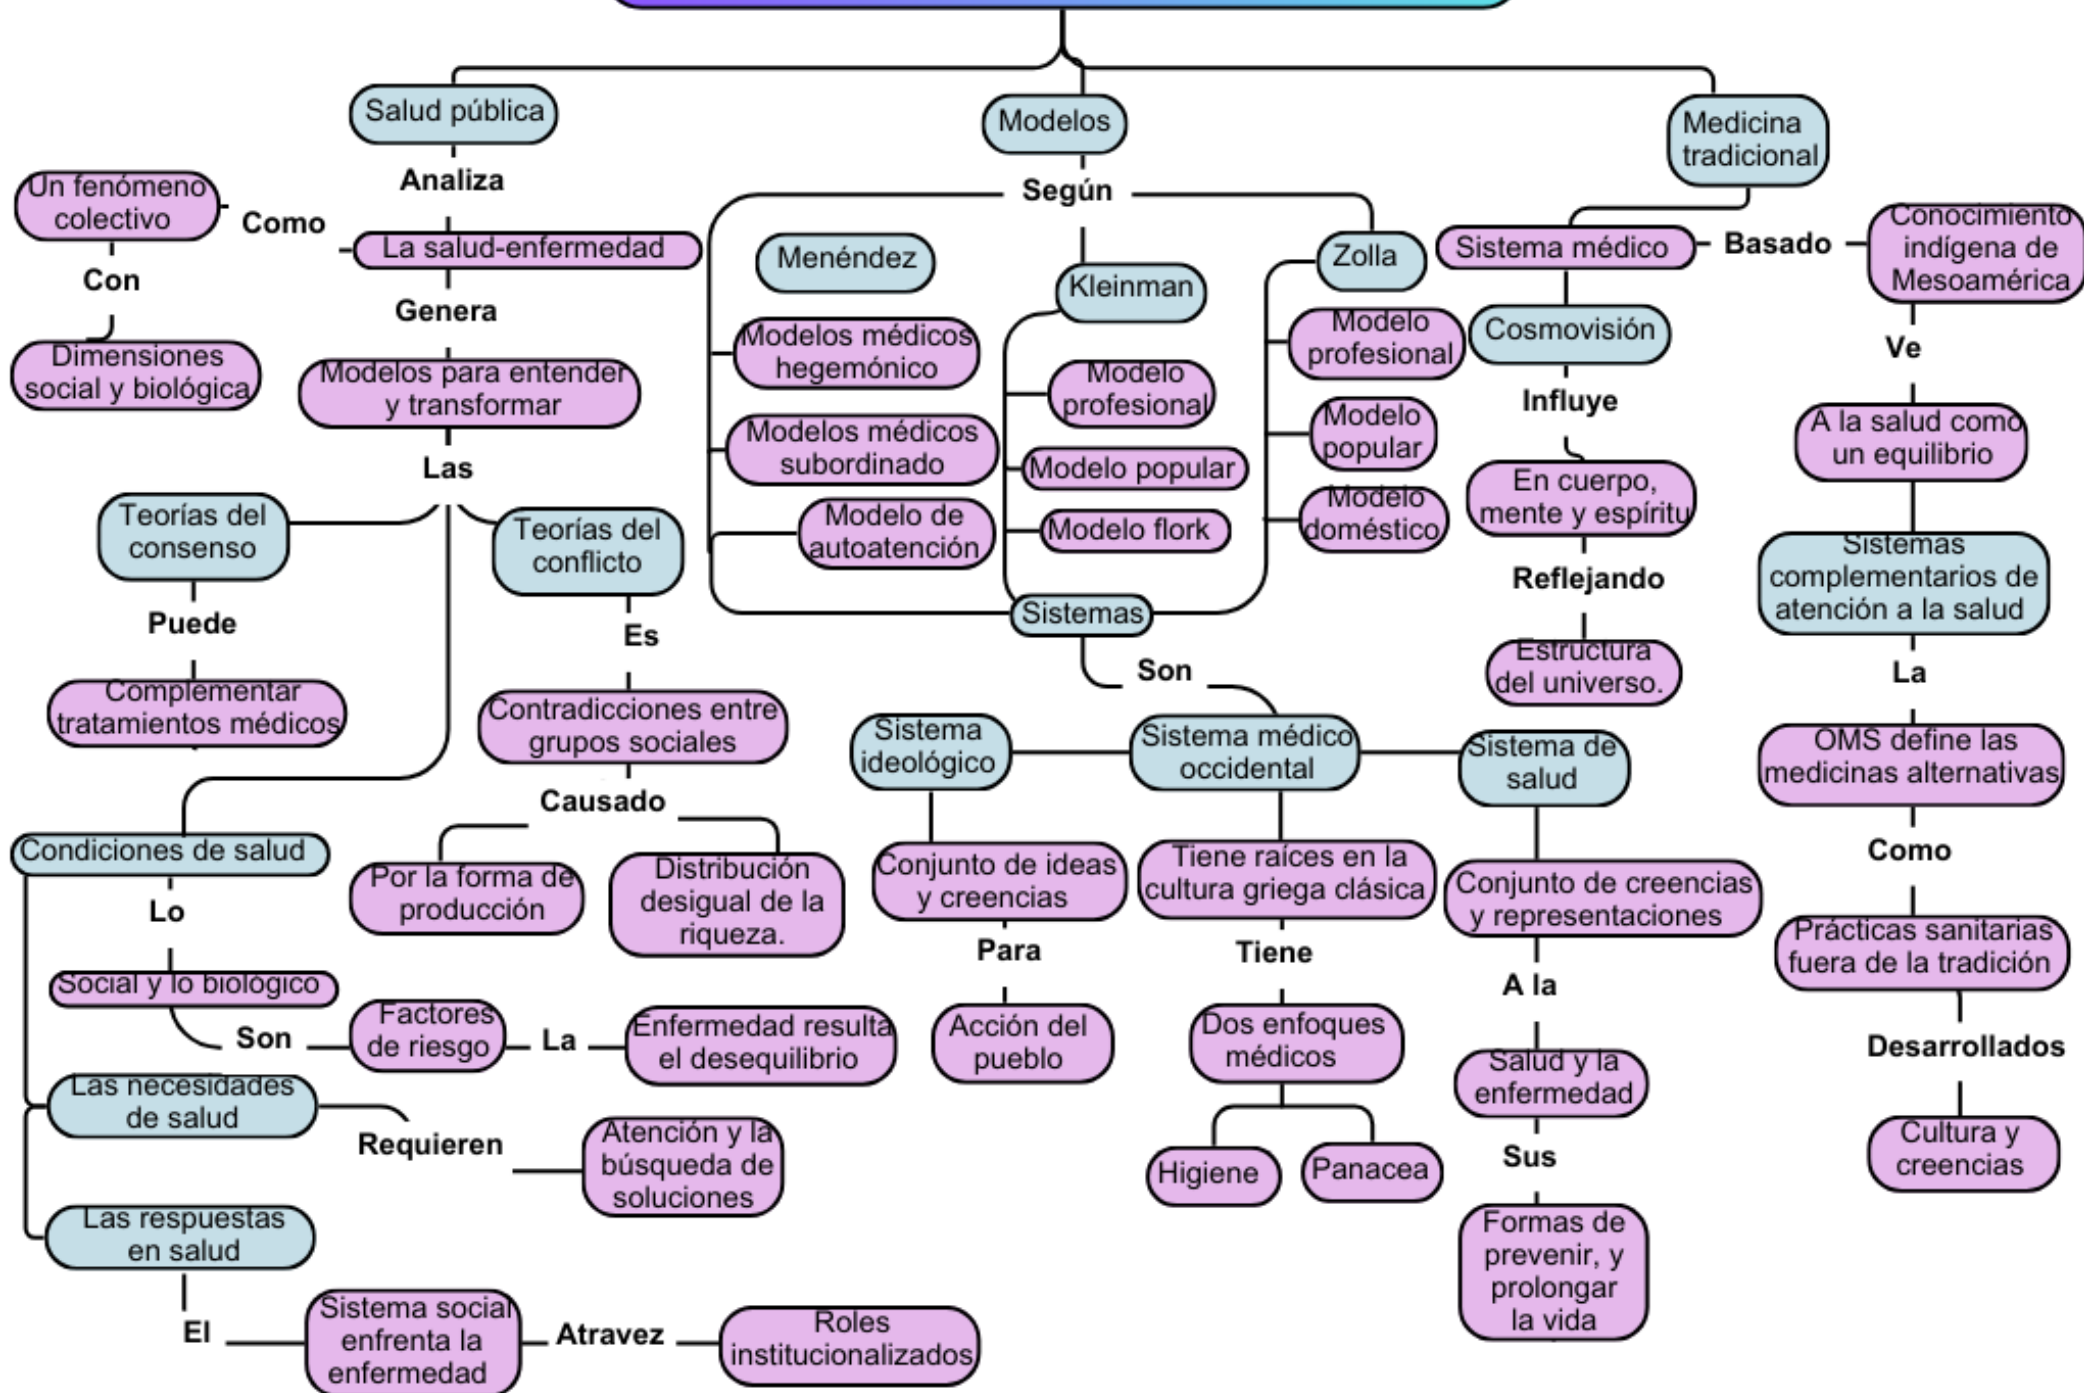 Salud pública
Analiza
Un fenómeno
colectivo
Como
La salud-enfermedad
Con
Dimensiones
social y biológica
Genera
Modelos para entender
y transformar
Las
Teorías del
consenso
Puede
Complementar
tratamientos médicos
Teorías del
conflicto
Es
Contradicciones entre
grupos sociales
Causado
Por la forma de
producción
Distribución
desigual de la
riqueza.
Condiciones de salud
Lo
Social y lo biológico
Son
Factores
de riesgo
La
Enfermedad resulta
el desequilibrio
Las necesidades
de salud
Requieren
Atención y la
búsqueda de
soluciones
Las respuestas
en salud
El
Sistema social
enfrenta la
enfermedad
Atravez
Roles
institucionalizados
Modelos
Según
Menéndez
Modelos médicos
hegemónico
Modelos médicos
subordinado
Modelo de
autoatención
Kleinman
Modelo
profesional
Modelo popular
Modelo flork
Zolla
Modelo
profesional
Modelo
popular
Modelo
doméstico
Sistemas
Son
Sistema
ideológico
Conjunto de ideas
y creencias
Para
Acción del
pueblo
Sistema médico
occidental
Tiene raíces en la
cultura griega clásica
Tiene
Dos enfoques
médicos
Higiene
Panacea
Sistema de
salud
Conjunto de creencias
y representaciones
A la
Salud y la
enfermedad
Sus
Formas de
prevenir, y
prolongar
la vida
Medicina
tradicional
Sistema médico
Basado
Conocimiento
indígena de
Mesoamérica
Cosmovisión
Influye
En cuerpo,
mente y espíritu
Reflejando
Estructura
del universo.
Ve
A la salud como
un equilibrio
Sistemas
complementarios de
atención a la salud
La
OMS define las
medicinas alternativas
Como
Prácticas sanitarias
fuera de la tradición
Desarrollados
Cultura y
creencias